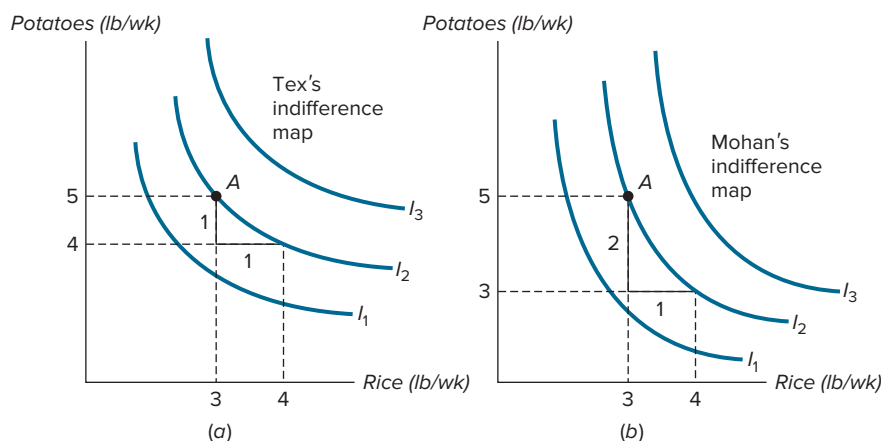 Potatoes (lb/wk)
Tex's
indifference
map
A
5
1
4
1
I3
I2
I1
3
4
Rice (lb/wk)
(a)
Potatoes (lb/wk)
Mohan's
indifference
map
A
5
2
3
1
I3
I2
I1
3
4
Rice (lb/wk)
(b)